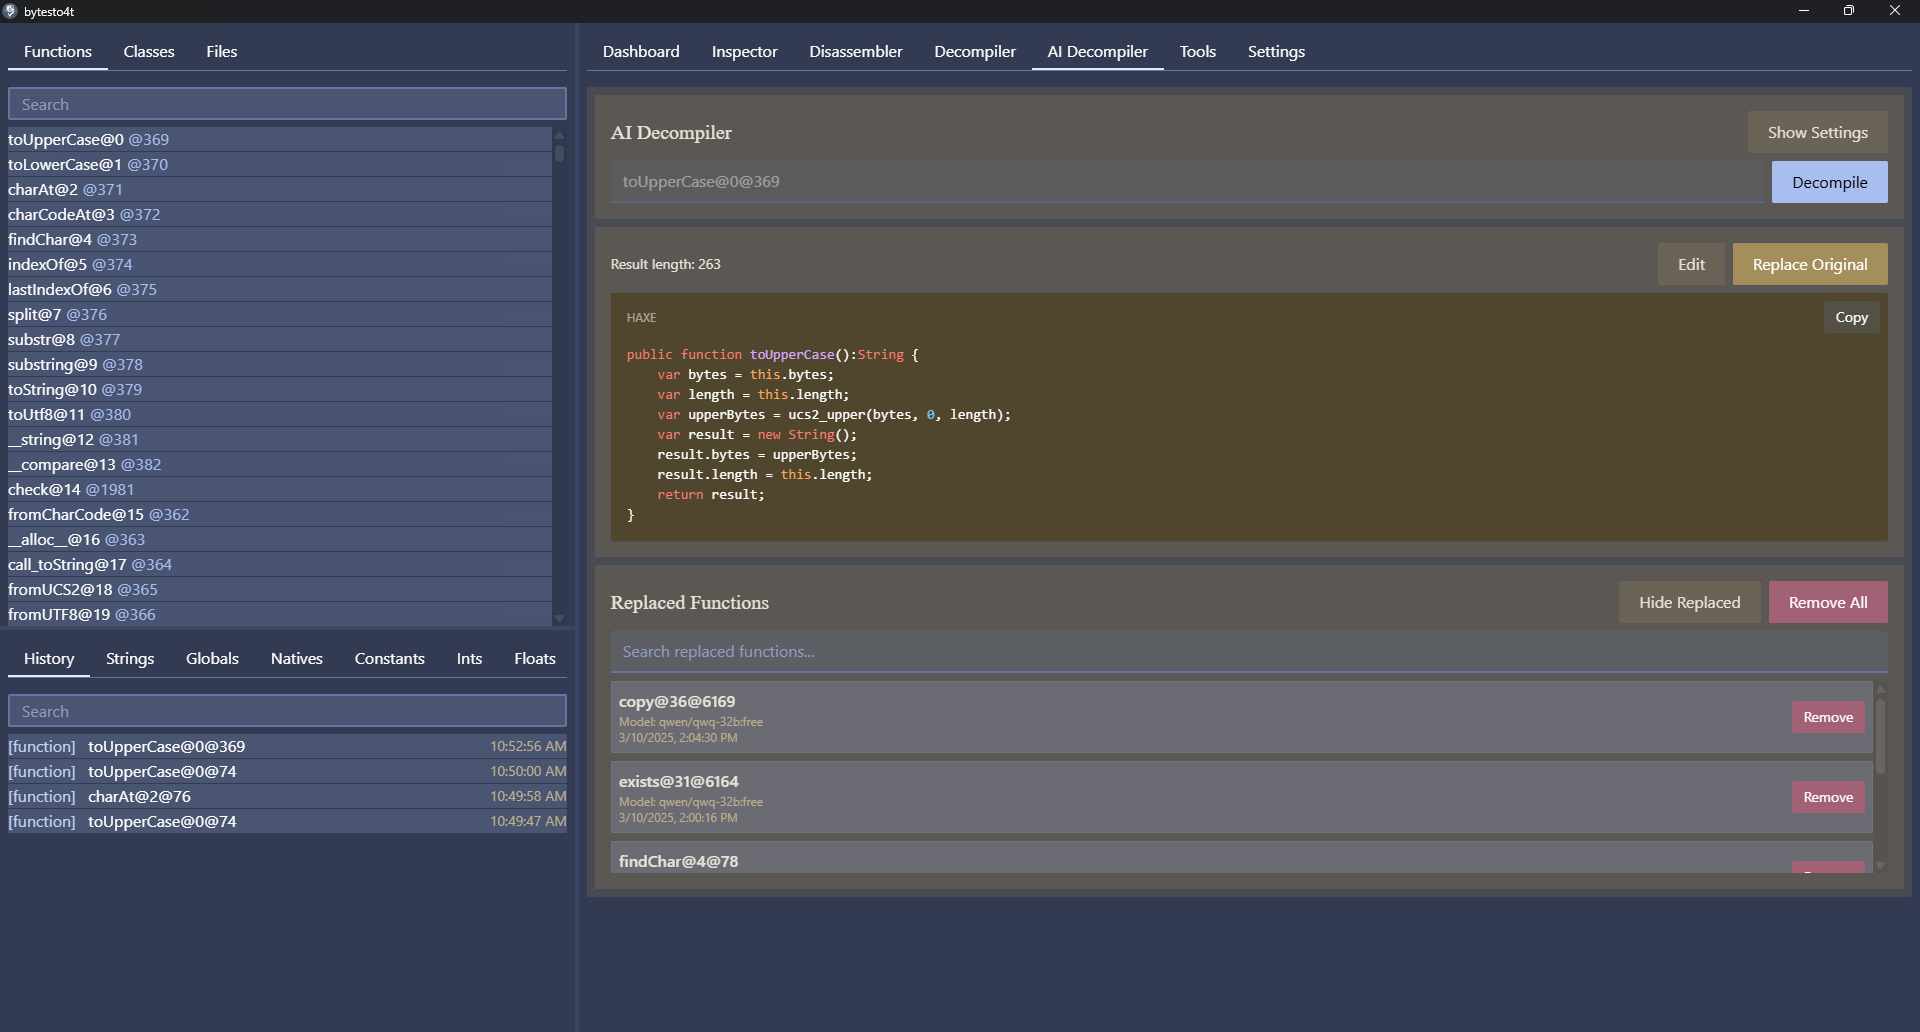 bytesto4t
Functions Classes Files
Search
toUpperCase@0 @369
toLowerCase@1 @370
charAt@2 @371
charCodeAt@3 @372
findChar@4 @373
indexOf@5 @374
lastIndexOf@6 @375
split@7 @376
substr@8 @377
substring@9 @378
toString@10 @379
toUtf8@11 @380
__string@12 @381
__compare@13 @382
check@14 @1981
fromCharCode@15 @362
__alloc__@16 @363
call_toString@17 @364
fromUCS2@18 @365
fromUTF8@19 @366
History Strings Globals Natives Constants Ints Floats
Search
[function] toUpperCase@0@369 10:52:56 AM
[function] toUpperCase@0@74 10:50:00 AM
[function] charAt@2@76 10:49:58 AM
[function] toUpperCase@0@74 10:49:47 AM
Dashboard Inspector Disassembler Decompiler AI Decompiler Tools Settings
AI Decompiler Show Settings
toUpperCase@0@369 Decompile
Result length: 263 Edit Replace Original
HAXE Copy
public function toUpperCase():String {
    var bytes = this.bytes;
    var length = this.length;
    var upperBytes = ucs2_upper(bytes, 0, length);
    var result = new String();
    result.bytes = upperBytes;
    result.length = this.length;
    return result;
}
Replaced Functions Hide Replaced Remove All
Search replaced functions...
copy@36@6169
Model: qwen/qwq-32b:free
3/10/2025, 2:04:30 PM
Remove
exists@31@6164
Model: qwen/qwq-32b:free
3/10/2025, 2:00:16 PM
Remove
findChar@4@78